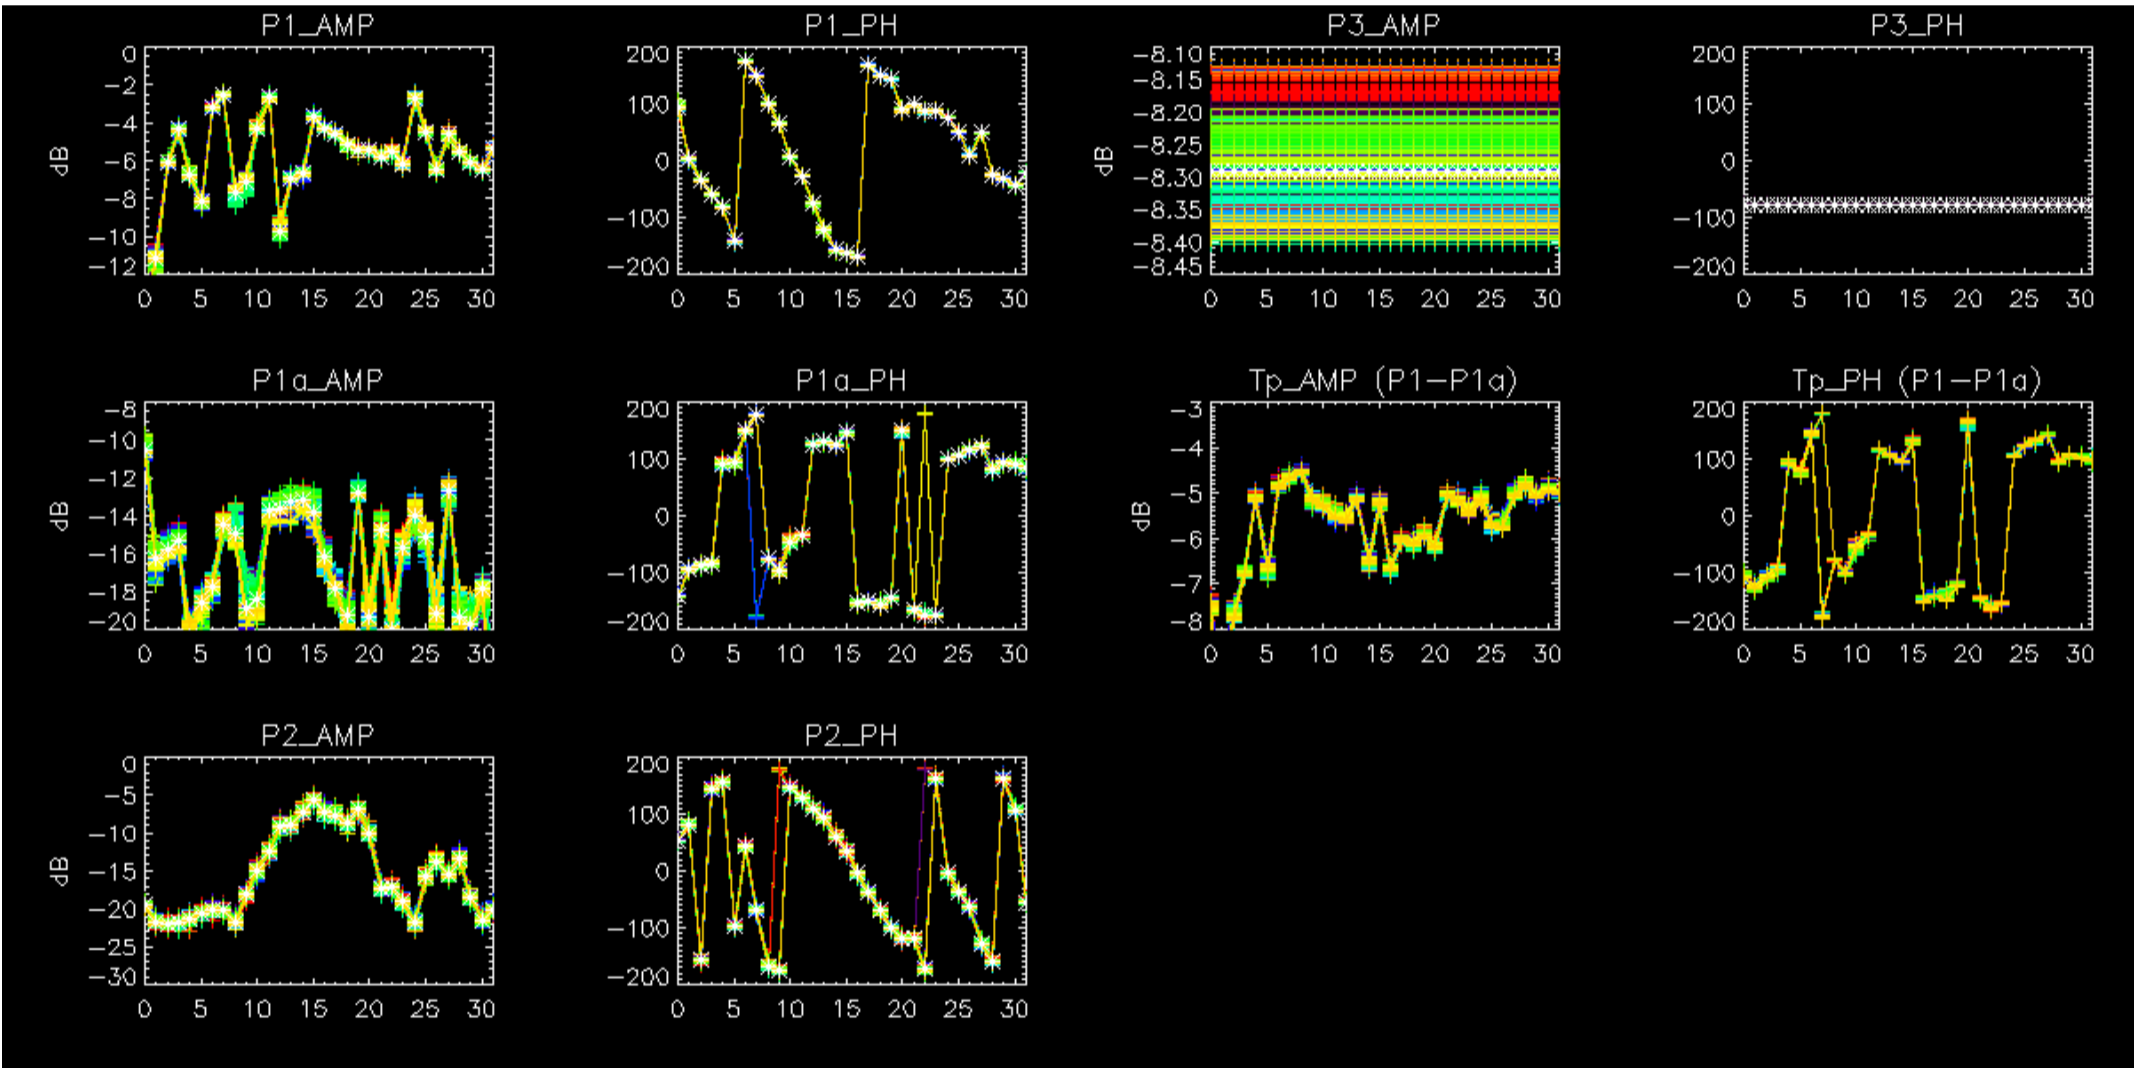 P1_AMP
dB
0
-2
-4
-6
-8
-10
-12
0 5 10 15 20 25 30
P1_PH
200
100
0
-100
-200
0 5 10 15 20 25 30
P3_AMP
dB
-8.10
-8.15
-8.20
-8.25
-8.30
-8.35
-8.40
-8.45
0 5 10 15 20 25 30
P3_PH
200
100
0
-100
-200
0 5 10 15 20 25 30
P1a_AMP
dB
-8
-10
-12
-14
-16
-18
-20
0 5 10 15 20 25 30
P1a_PH
200
100
0
-100
-200
0 5 10 15 20 25 30
Tp_AMP (P1-P1a)
dB
-3
-4
-5
-6
-7
-8
0 5 10 15 20 25 30
Tp_PH (P1-P1a)
200
100
0
-100
-200
0 5 10 15 20 25 30
P2_AMP
dB
0
-5
-10
-15
-20
-25
-30
0 5 10 15 20 25 30
P2_PH
200
100
0
-100
-200
0 5 10 15 20 25 30